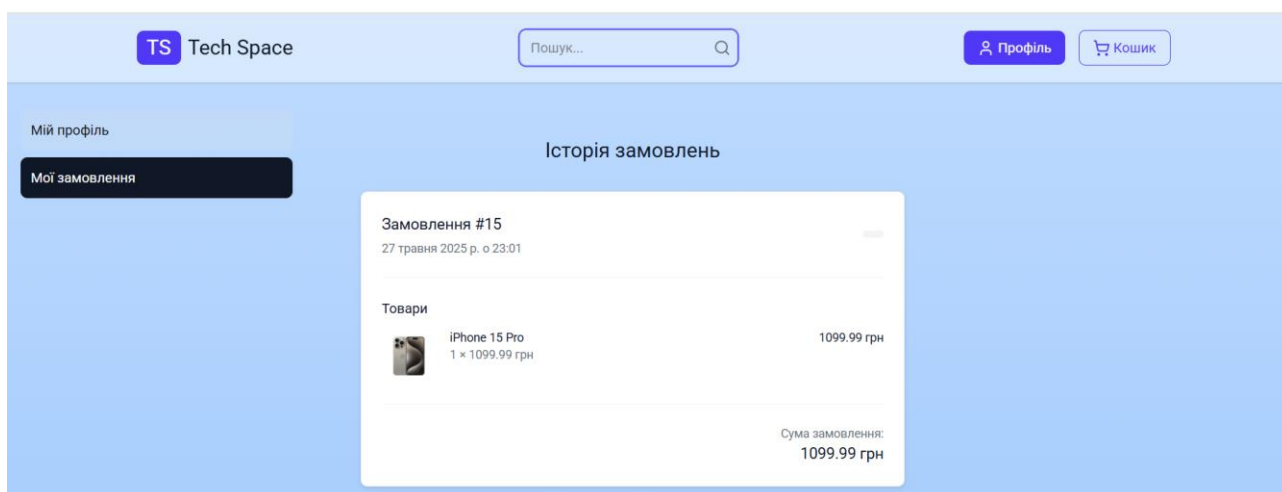 TS Tech Space
Пошук...
Профіль
Кошик
Мій профіль
Мої замовлення
Історія замовлень
Замовлення #15
27 травня 2025 р. о 23:01
Товари
iPhone 15 Pro
1099.99 грн
1 × 1099.99 грн
Сума замовлення:
1099.99 грн